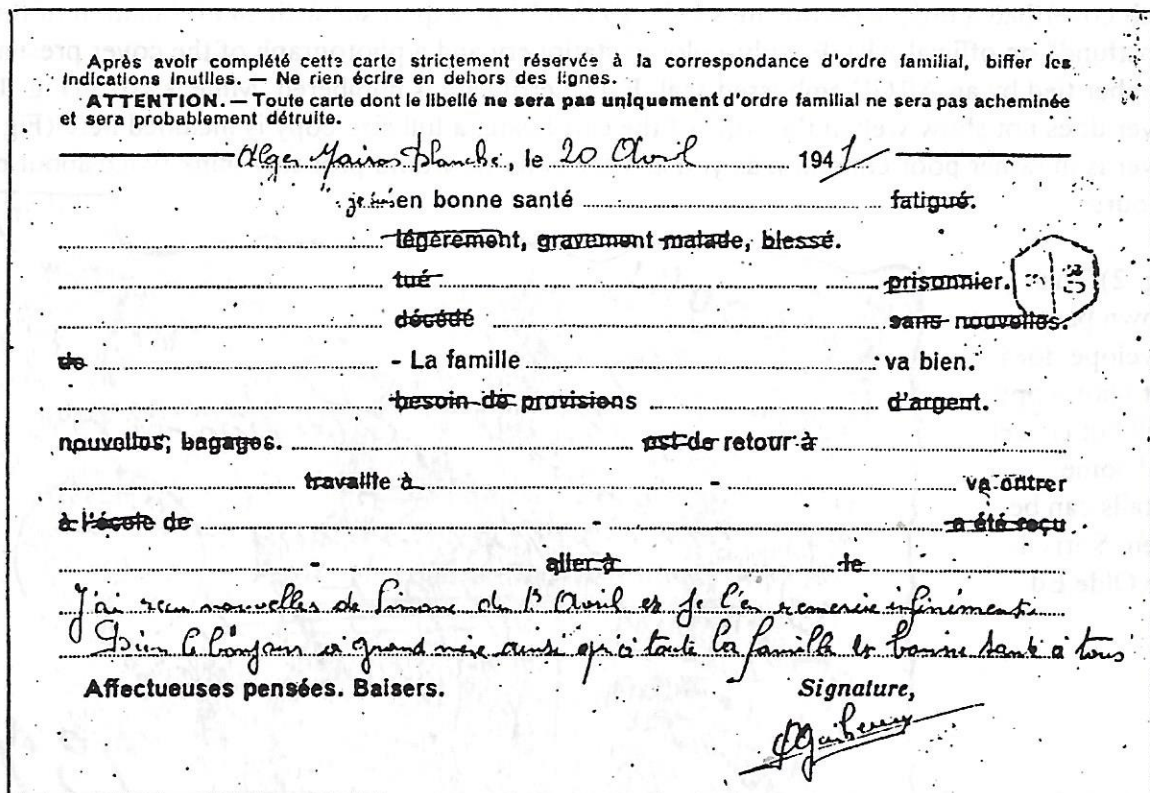 Après avoir complété cette carte strictement réservée à la correspondance d'ordre familial, biffer les
indications inutiles. — Ne rien écrire en dehors des lignes.
ATTENTION. — Toute carte dont le libellé ne sera pas uniquement d'ordre familial ne sera pas acheminée
et sera probablement détruite.
Alger Maison Blanche, le 20 Avril 1941
je suis en bonne santé fatigué.
légèrement, gravement malade, blessé.
tué prisonnier.
décédé sans nouvelles.
de - La famille va bien.
besoin de provisions d'argent.
nouvelles, bagages. est de retour à
travaille à - va entrer
à l'école de - a été reçu
- aller à le
J'ai reçu nouvelles de Simone du 13 Avril et je l'en remercie infiniment.
Bien le bonjour à grand mère aussi toute la famille et bonne santé à tous
Affectueuses pensées. Baisers. Signature,